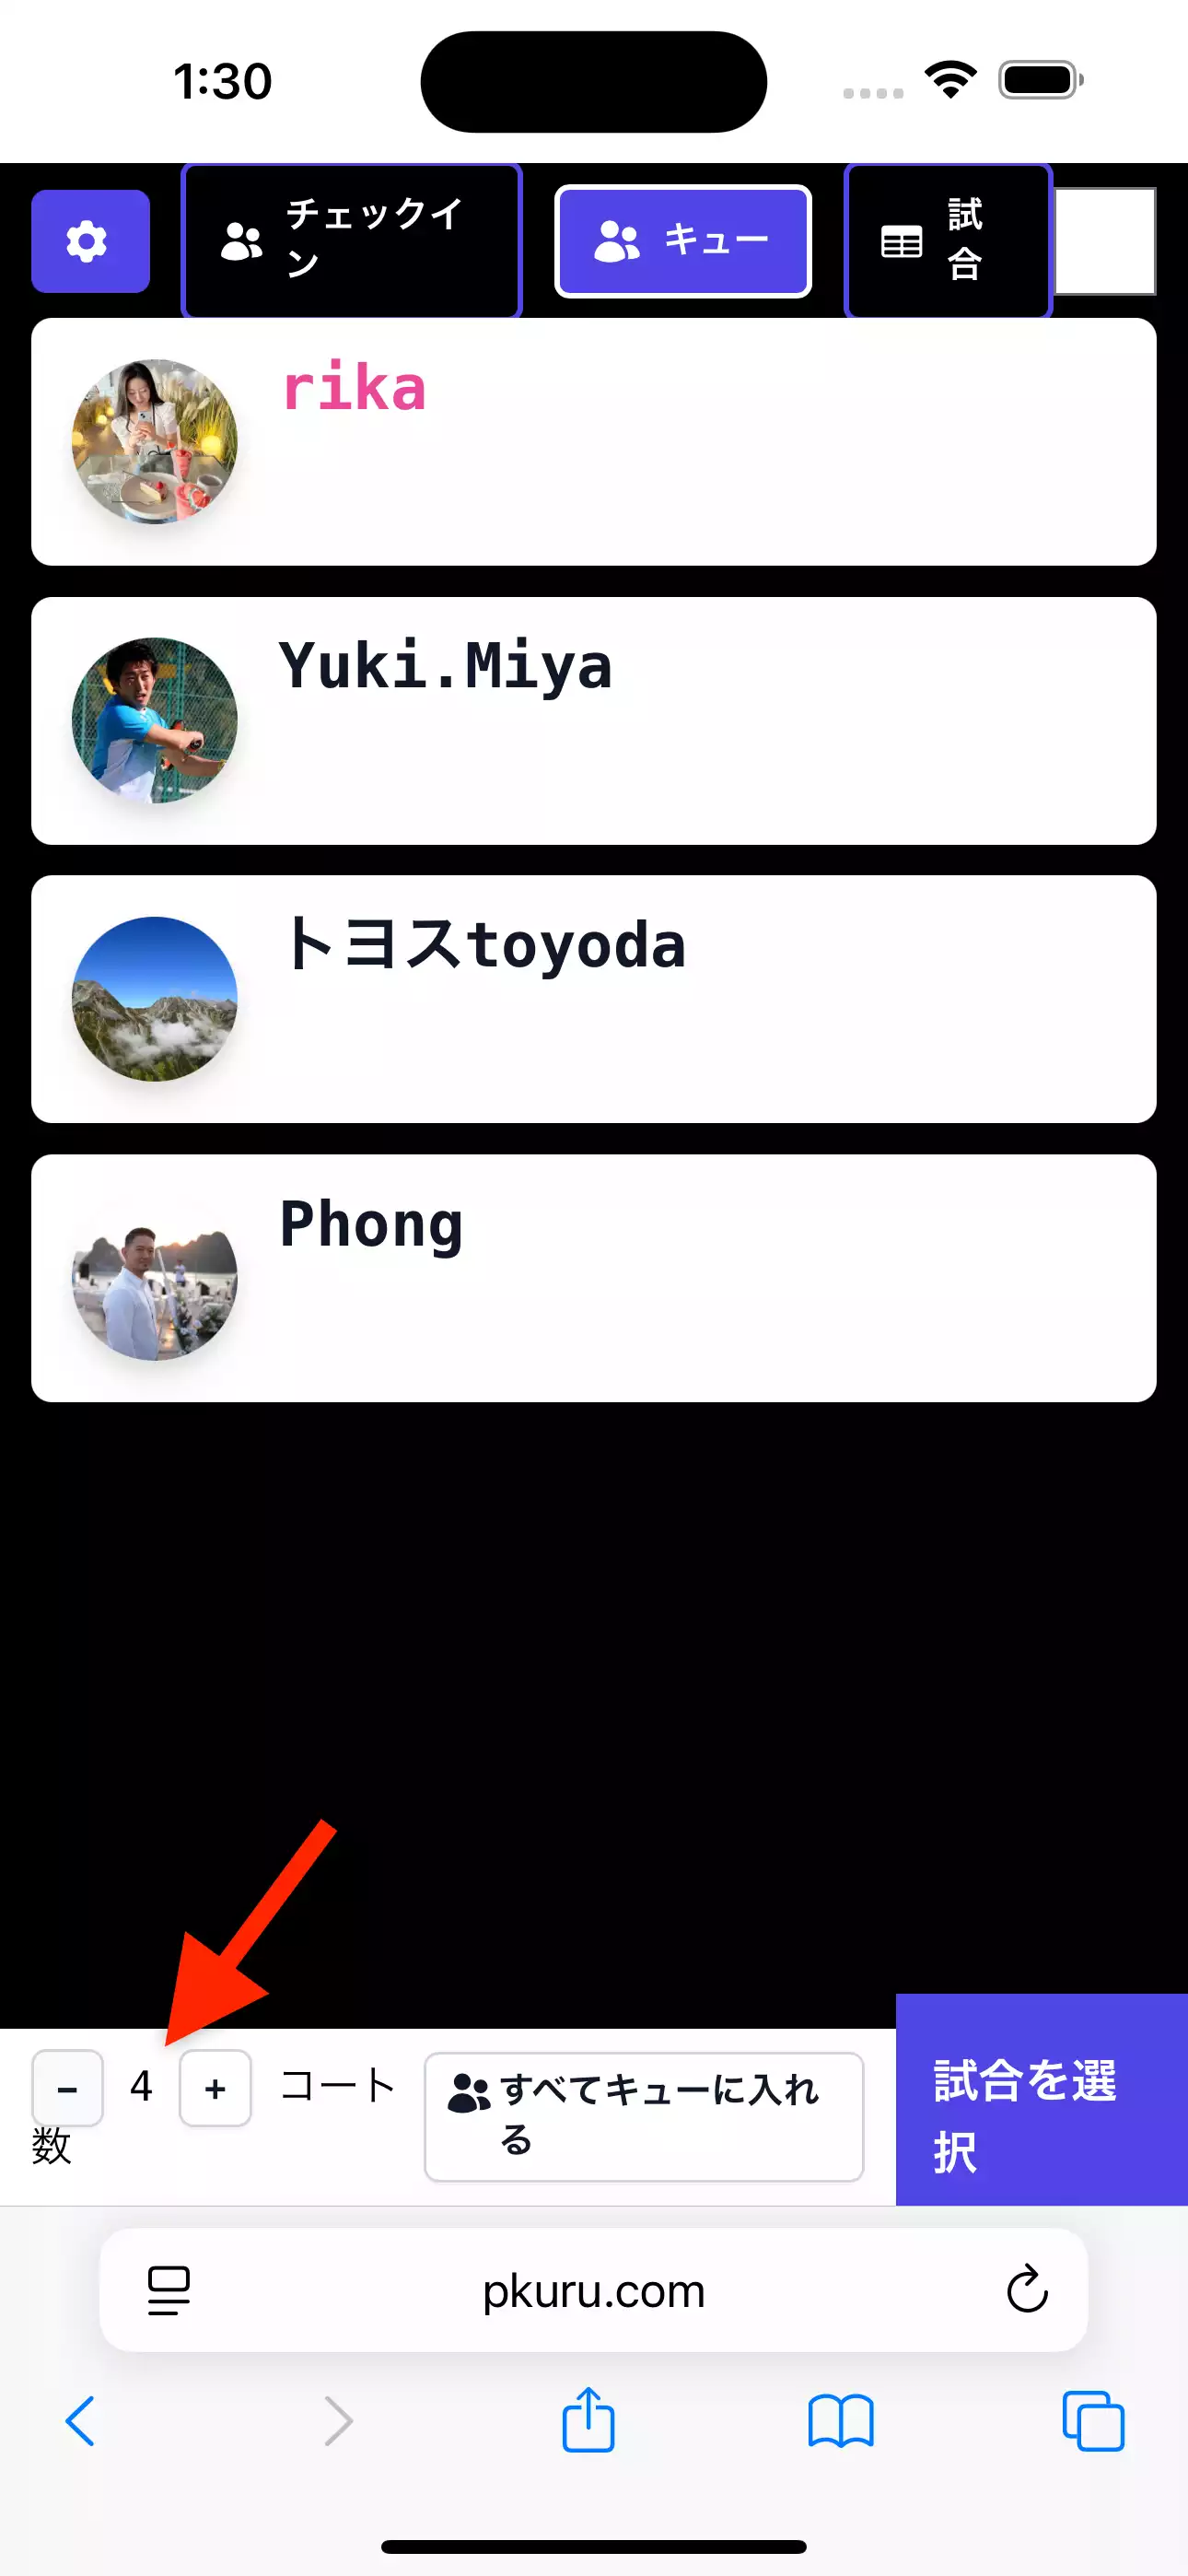 1:30
チェックイ
ン
キュー
試
合
rika
Yuki.Miya
トヨスtoyoda
Phong
- 4 + コート
数
すべてキューに入れ
る
試合を選
択
pkuru.com